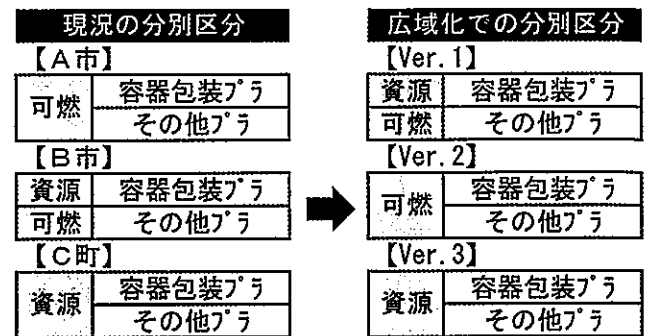 現況の分別区分
【A市】
可燃 容器包装プラ
その他プラ
【B市】
資源 容器包装プラ
可燃 その他プラ
【C町】
資源 容器包装プラ
その他プラ
広域化での分別区分
【Ver.1】
資源 容器包装プラ
可燃 その他プラ
【Ver.2】
可燃 容器包装プラ
その他プラ
【Ver.3】
資源 容器包装プラ
その他プラ